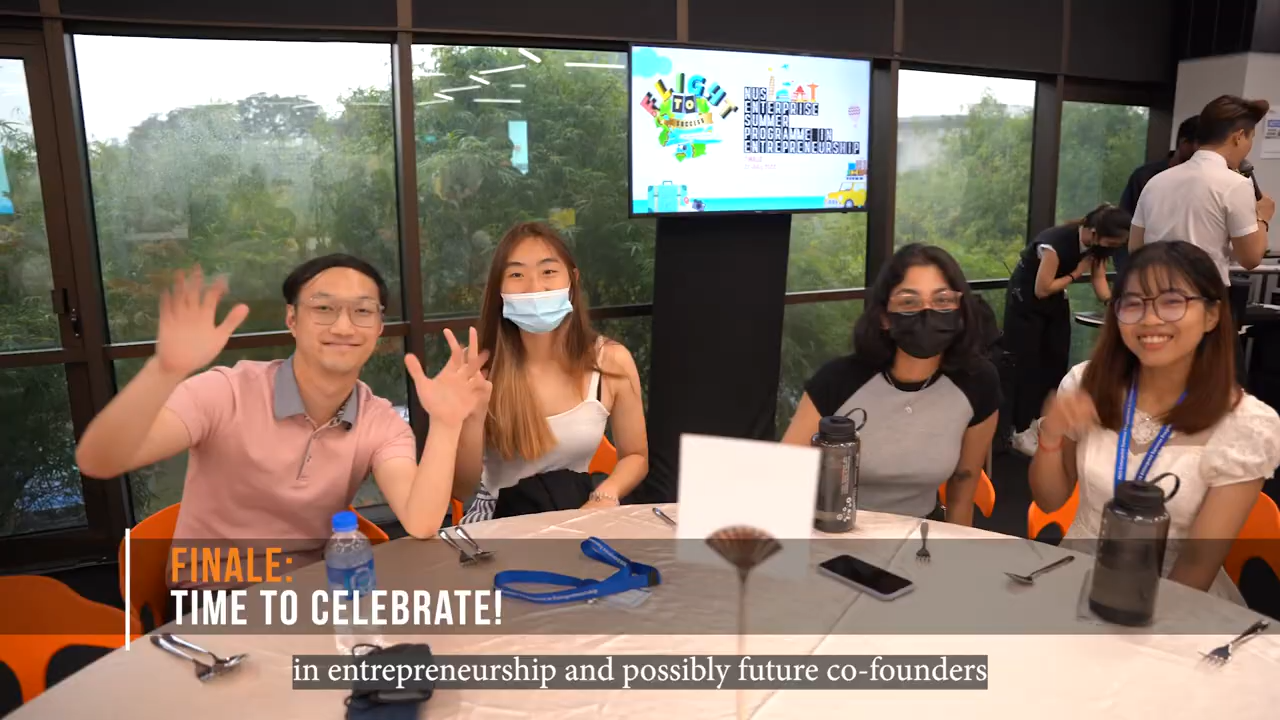 FLIGHT
TO
SUCCESS
NUS
ENTERPRISE
SUMMER
PROGRAMME IN
ENTREPRENEURSHIP
FINALE:
TIME TO CELEBRATE!
in entrepreneurship and possibly future co-founders